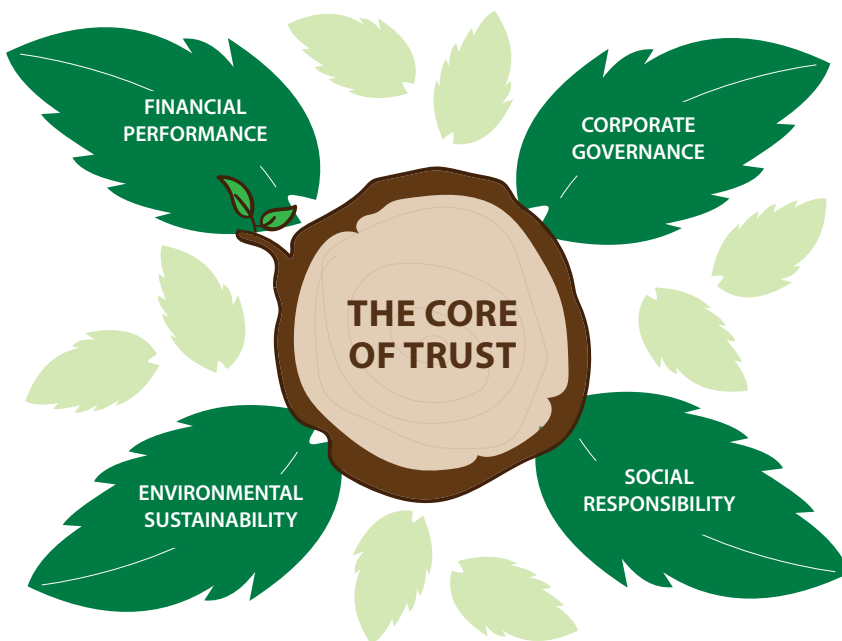 FINANCIAL
PERFORMANCE
CORPORATE
GOVERNANCE
THE CORE
OF TRUST
ENVIRONMENTAL
SUSTAINABILITY
SOCIAL
RESPONSIBILITY